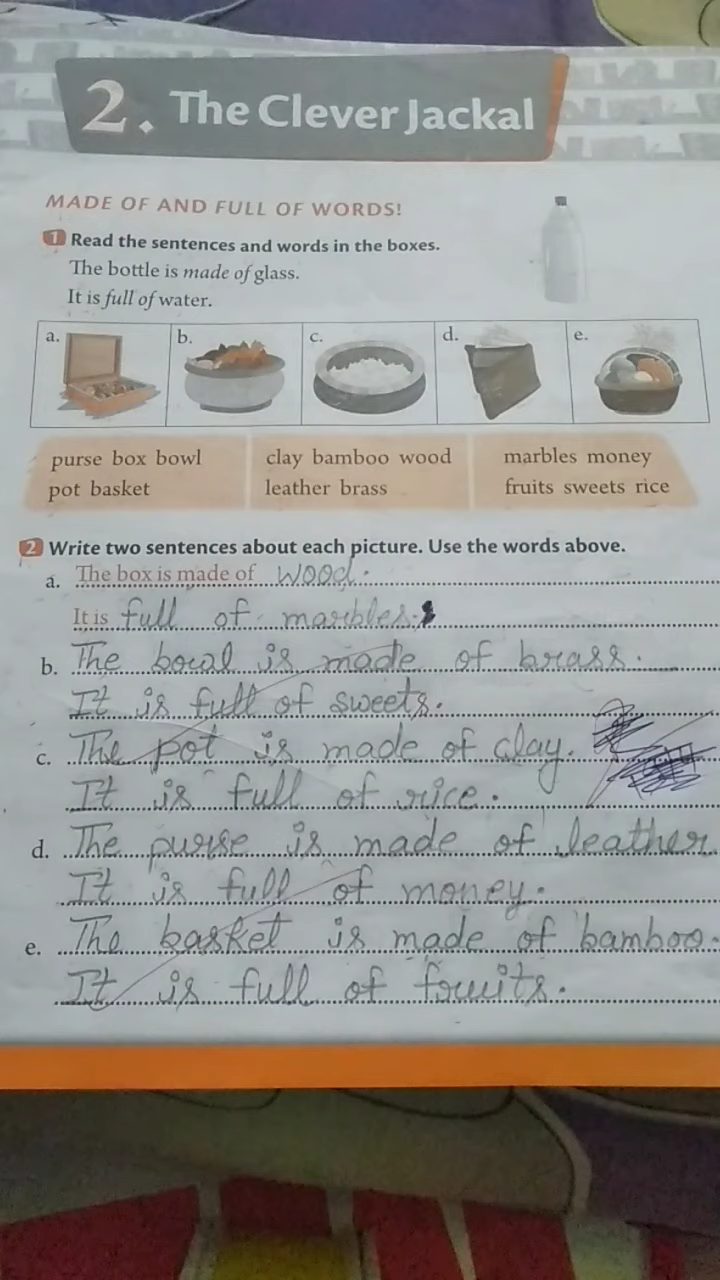 2. The Clever Jackal
MADE OF AND FULL OF WORDS!
1 Read the sentences and words in the boxes.
The bottle is made of glass.
It is full of water.
a. b. c. d. e.
purse box bowl clay bamboo wood marbles money
pot basket leather brass fruits sweets rice
2 Write two sentences about each picture. Use the words above.
a. The box is made of wood.
It is full of marbles.
b. The bowl is made of brass.
It is full of sweets.
c. The pot is made of clay.
It is full of rice.
d. The purse is made of leather.
It is full of money.
e. The basket is made of bamboo.
It is full of fruits.